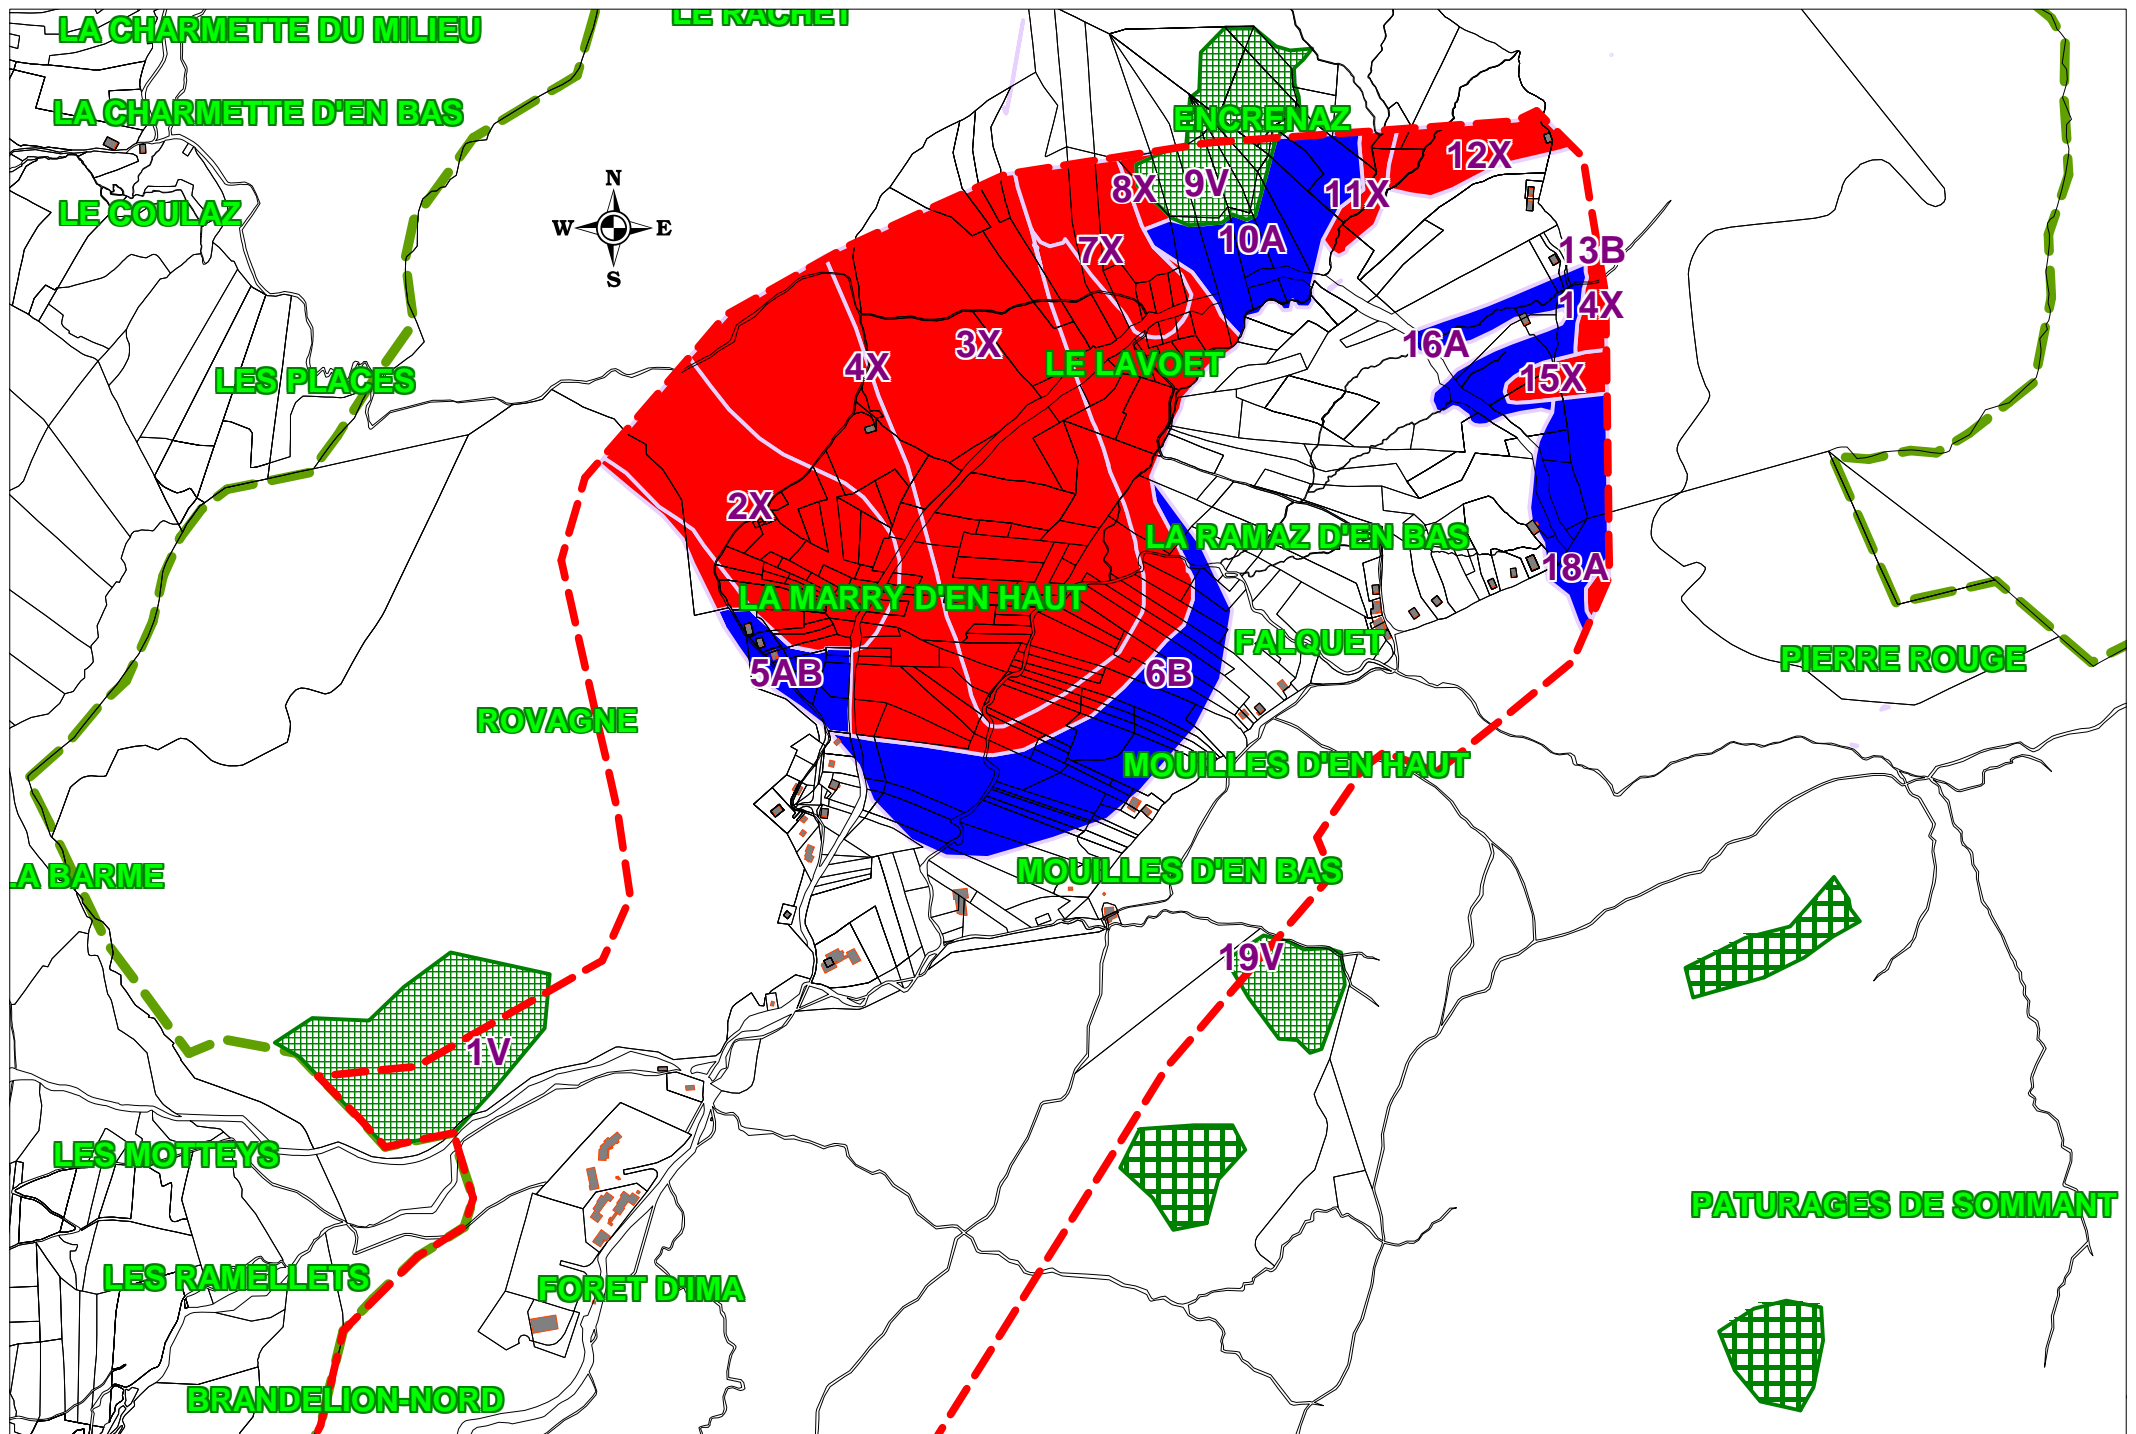 LE RACHET
LA CHARMETTE DU MILIEU
LA CHARMETTE D'EN BAS
ENCRENAZ
12X
N
W E
S
LE COULAZ
8X
9V
11X
7X
10A
13B
14X
16A
3X
4X
LE LAVOET
15X
LES PLACES
2X
LA RAMAZ D'EN BAS
18A
LA MARRY D'EN HAUT
FALQUET
PIERRE ROUGE
5AB
6B
ROVAGNE
MOUILLES D'EN HAUT
MOUILLES D'EN BAS
LA BARME
19V
1V
LES MOTTEYS
PATURAGES DE SOMMANT
LES RAMELLETS
FORET D'IMA
BRANDELION-NORD